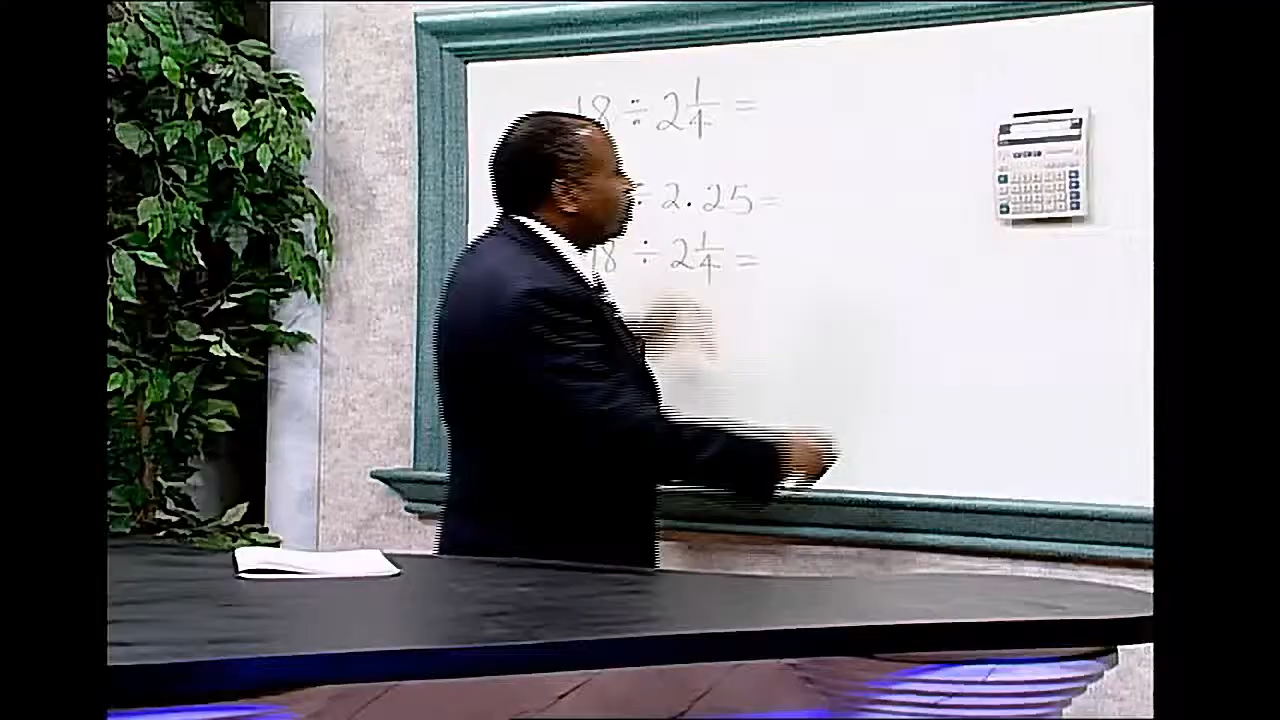 18 ÷ 2 1/4 =
÷ 2.25 =
18 ÷ 2 1/4 =